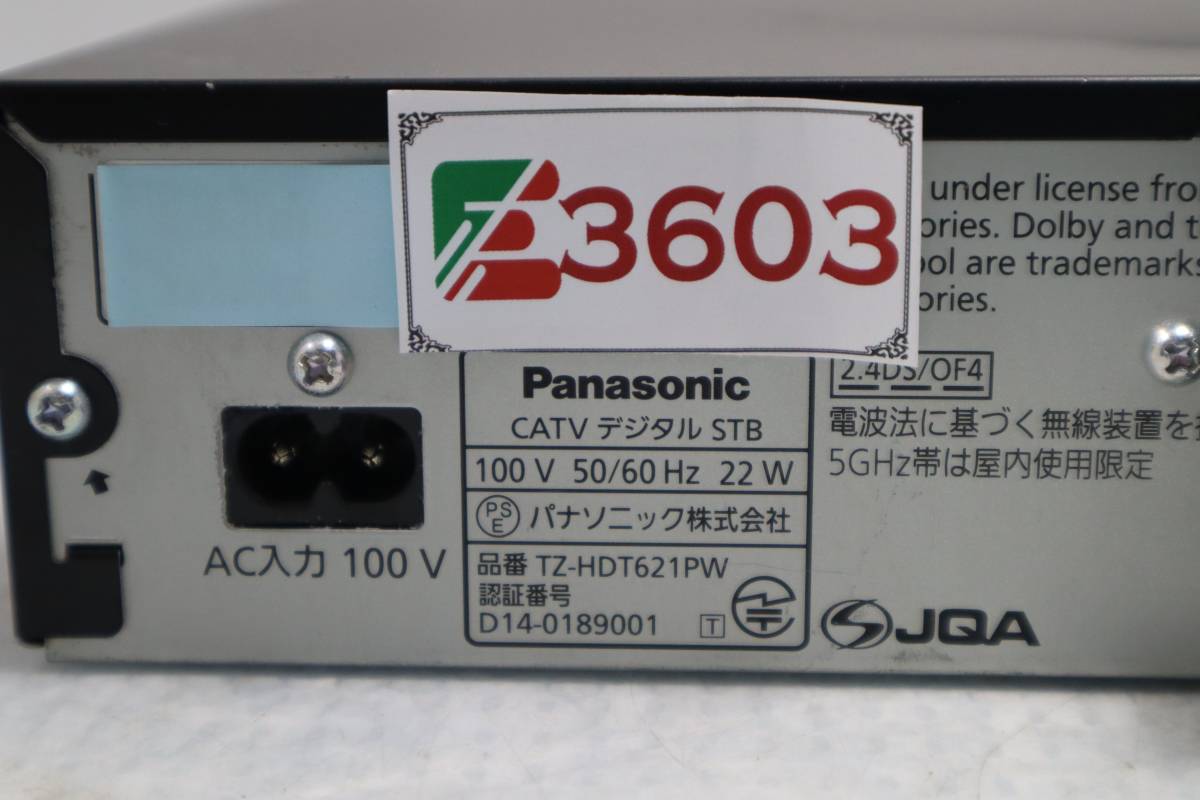 E3603
under license fro
ories. Dolby and t
ool are trademarks
ories.
2.4DS/OF4
電波法に基づく無線装置を
5GHz帯は屋内使用限定
Panasonic
CATV デジタル STB
100 V 50/60 Hz 22 W
PSE パナソニック株式会社
品番 TZ-HDT621PW
認証番号
D14-0189001 T
AC入力 100 V
JQA